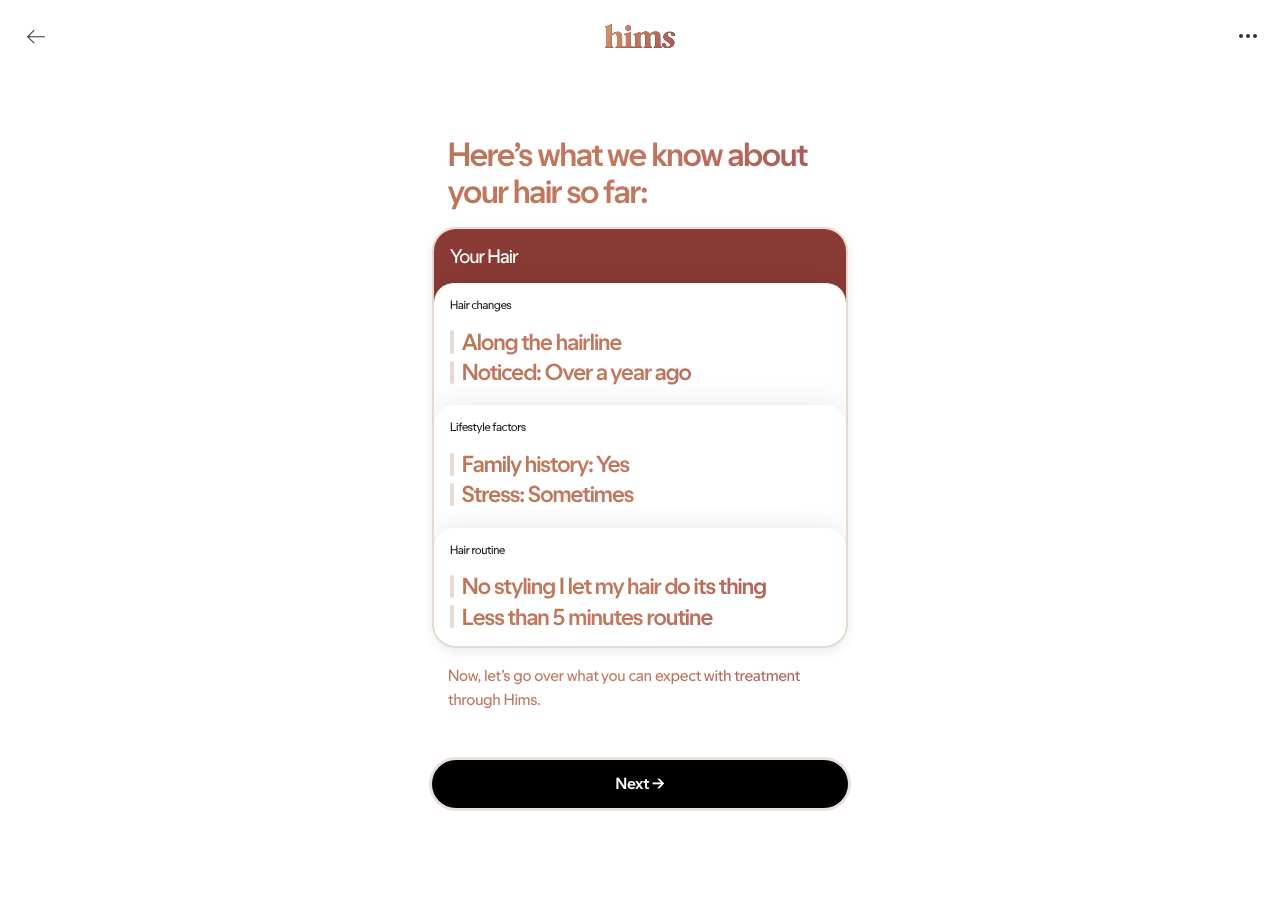 hims
Here’s what we know about
your hair so far:
Your Hair
Hair changes
Along the hairline
Noticed: Over a year ago
Lifestyle factors
Family history: Yes
Stress: Sometimes
Hair routine
No styling I let my hair do its thing
Less than 5 minutes routine
Now, let’s go over what you can expect with treatment
through Hims.
Next →